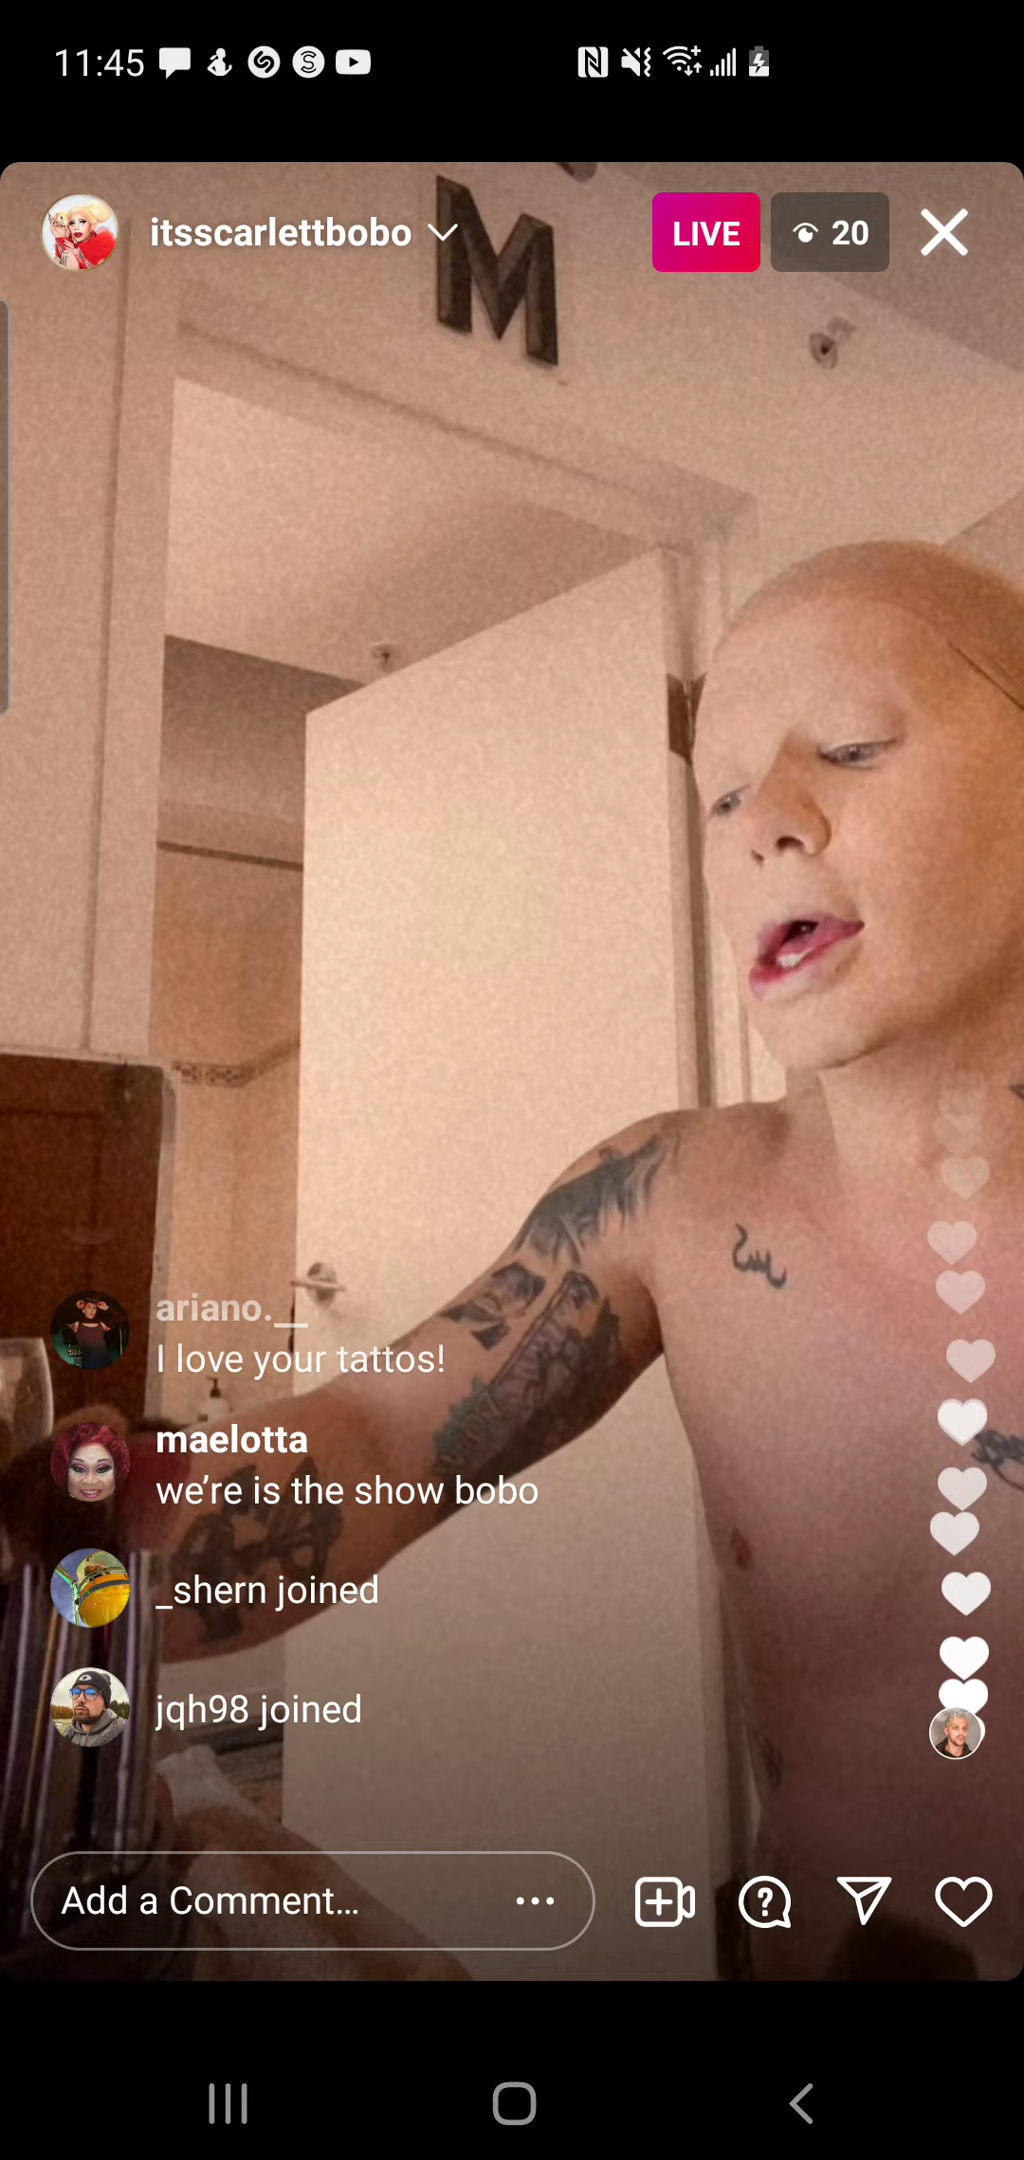 11:45
itsscarlettbobo
LIVE
20
M
ariano.__
I love your tattos!
maelotta
we’re is the show bobo
_shern joined
jqh98 joined
Add a Comment...